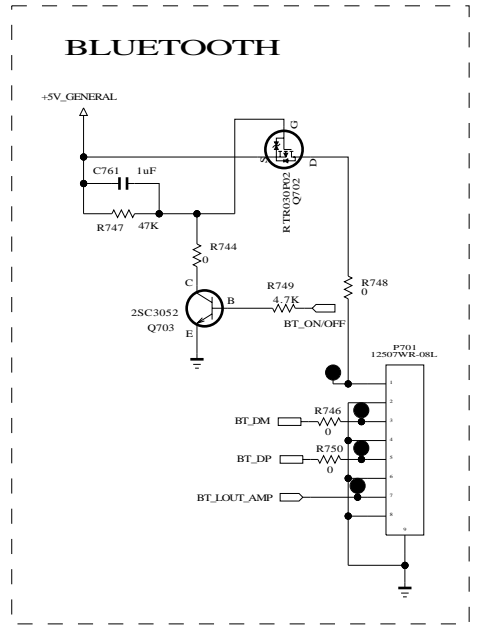 BLUETOOTH
+5V_GENERAL
C761 1uF
R747 47K
G
S
D
RTR030P02
Q702
R744
0
C
B
E
2SC3052
Q703
R749
4.7K
BT_ON/OFF
R748
0
P701
12507WR-08L
1
2
R746
BT_DM
0
3
4
R750
BT_DP
0
5
6
BT_LOUT_AMP
7
8
9